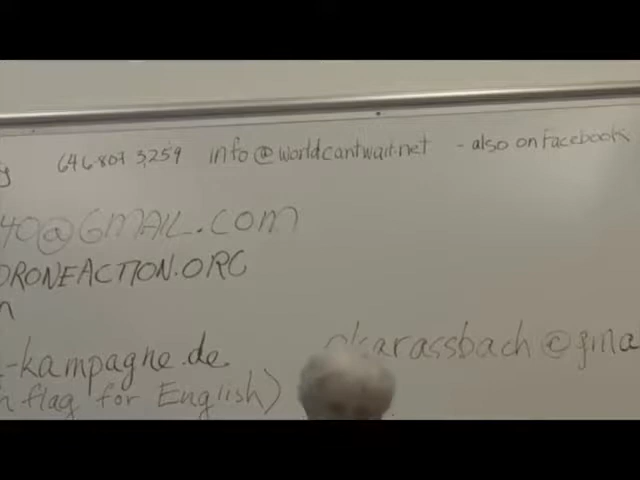 646-807 3259 info@worldcantwait.net - also on Facebook
40@GMAIL.COM
DRONEACTION.ORG
n
-kampagne.de karassbach@gma
flag for English)